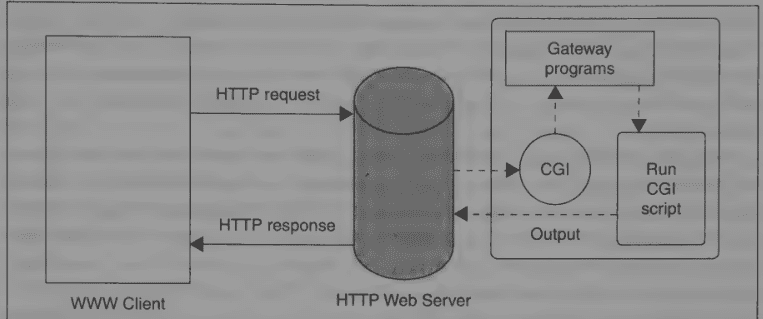 Gateway
programs
HTTP request
CGI
Run
CGI
script
HTTP response
Output
WWW Client
HTTP Web Server